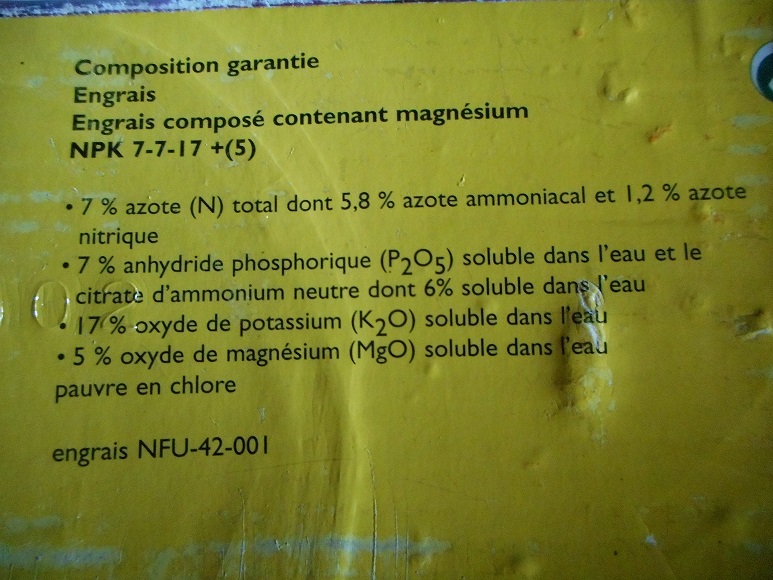 Composition garantie
Engrais
Engrais composé contenant magnésium
NPK 7-7-17 +(5)
• 7 % azote (N) total dont 5,8 % azote ammoniacal et 1,2 % azote
nitrique
• 7 % anhydride phosphorique (P2O5) soluble dans l'eau et le
citrate d'ammonium neutre dont 6% soluble dans l'eau
• 17 % oxyde de potassium (K2O) soluble dans l'eau
• 5 % oxyde de magnésium (MgO) soluble dans l'eau
pauvre en chlore
engrais NFU-42-001